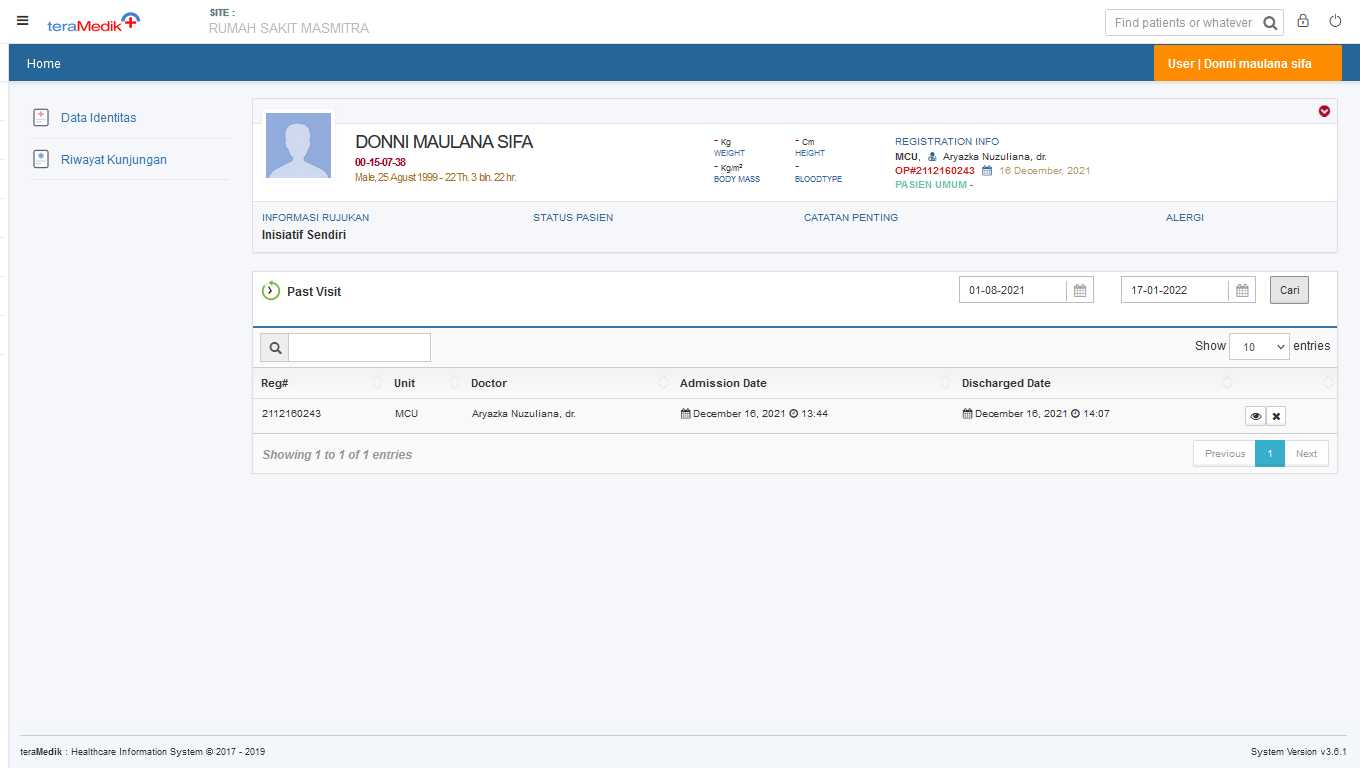 teraMedik
SITE :
RUMAH SAKIT MASMITRA
Find patients or whatever
Home
User | Donni maulana sifa
Data Identitas
Riwayat Kunjungan
DONNI MAULANA SIFA
00-15-07-38
Male, 25 Agust 1999 - 22 Th. 3 bln. 22 hr.
- Kg
WEIGHT
- Cm
HEIGHT
- Kg/m²
BODY MASS
-
BLOODTYPE
REGISTRATION INFO
MCU, Aryazka Nuzuliana, dr.
OP#2112160243 16 December, 2021
PASIEN UMUM -
INFORMASI RUJUKAN
Inisiatif Sendiri
STATUS PASIEN
CATATAN PENTING
ALERGI
Past Visit
01-08-2021
17-01-2022
Cari
Show 10 entries
Reg# Unit Doctor Admission Date Discharged Date
2112160243 MCU Aryazka Nuzuliana, dr. December 16, 2021 13:44 December 16, 2021 14:07
Showing 1 to 1 of 1 entries
Previous 1 Next
teraMedik : Healthcare Information System © 2017 - 2019
System Version v3.6.1